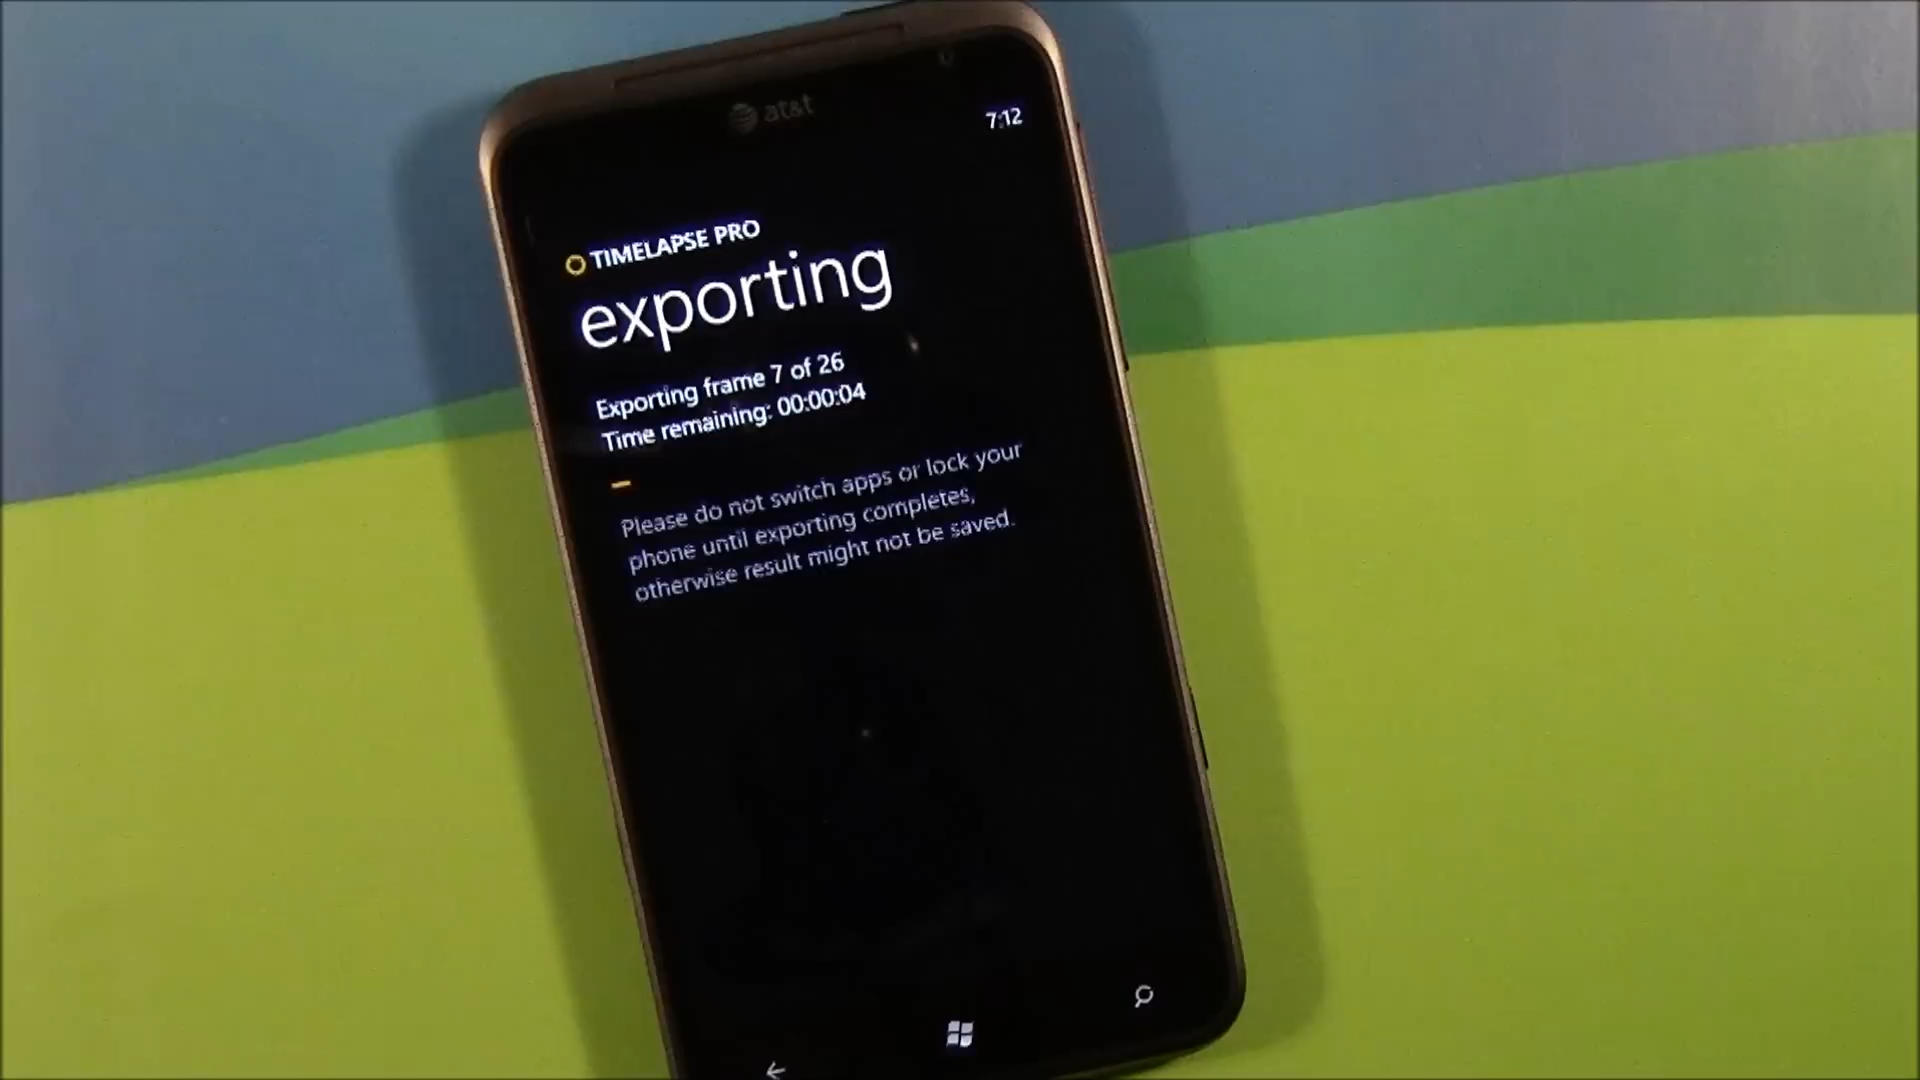 at&t
7:12
TIMELAPSE PRO
exporting
Exporting frame 7 of 26
Time remaining: 00:00:04
Please do not switch apps or lock your
phone until exporting completes,
otherwise result might not be saved.